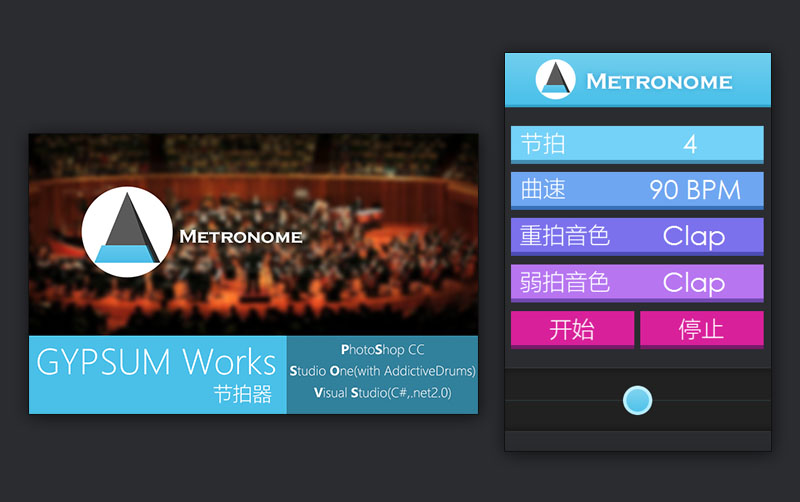 METRONOME
GYPSUM Works
节拍器
PhotoShop CC
Studio One(with AddictiveDrums)
Visual Studio(C#,.net2.0)
METRONOME
节拍 4
曲速 90 BPM
重拍音色 Clap
弱拍音色 Clap
开始 停止